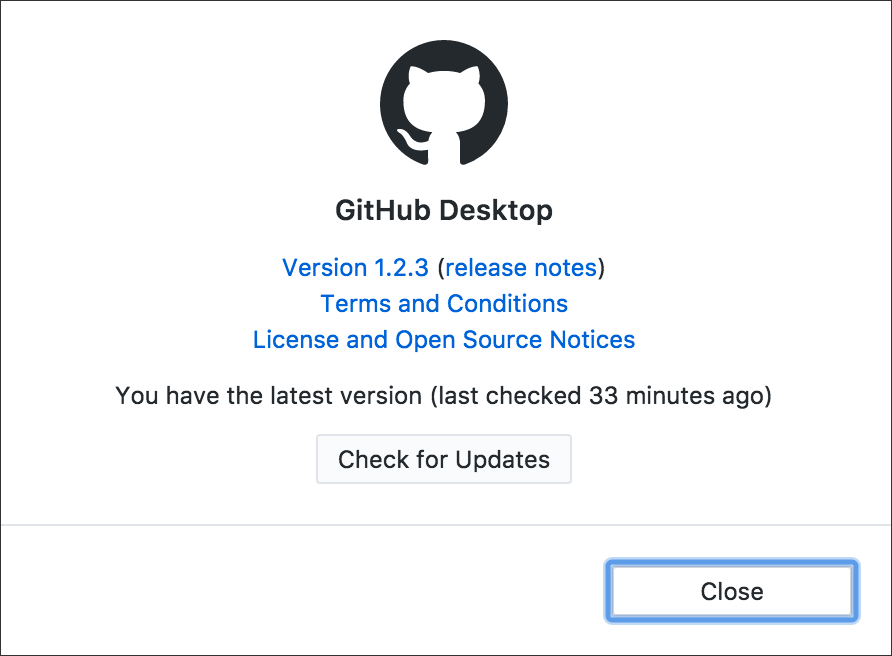 GitHub Desktop
Version 1.2.3 (release notes)
Terms and Conditions
License and Open Source Notices
You have the latest version (last checked 33 minutes ago)
Check for Updates
Close